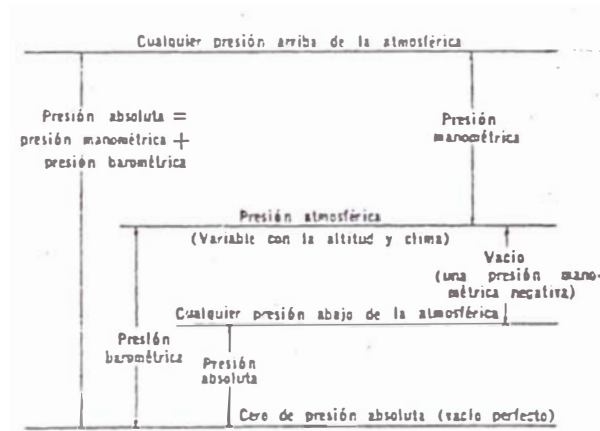 Cualquier presión arriba de la atmosférica
Presión absoluta =
presión manométrica +
presión barométrica
Presión
manométrica
Presión atmosférica
(Variable con la altitud y clima)
Vacio
(una presión mano-
métrica negativa)
Cualquier presión abajo de la atmosférica
Presión
barométrica
Presión
absoluta
Cero de presión absoluta (vacío perfecto)